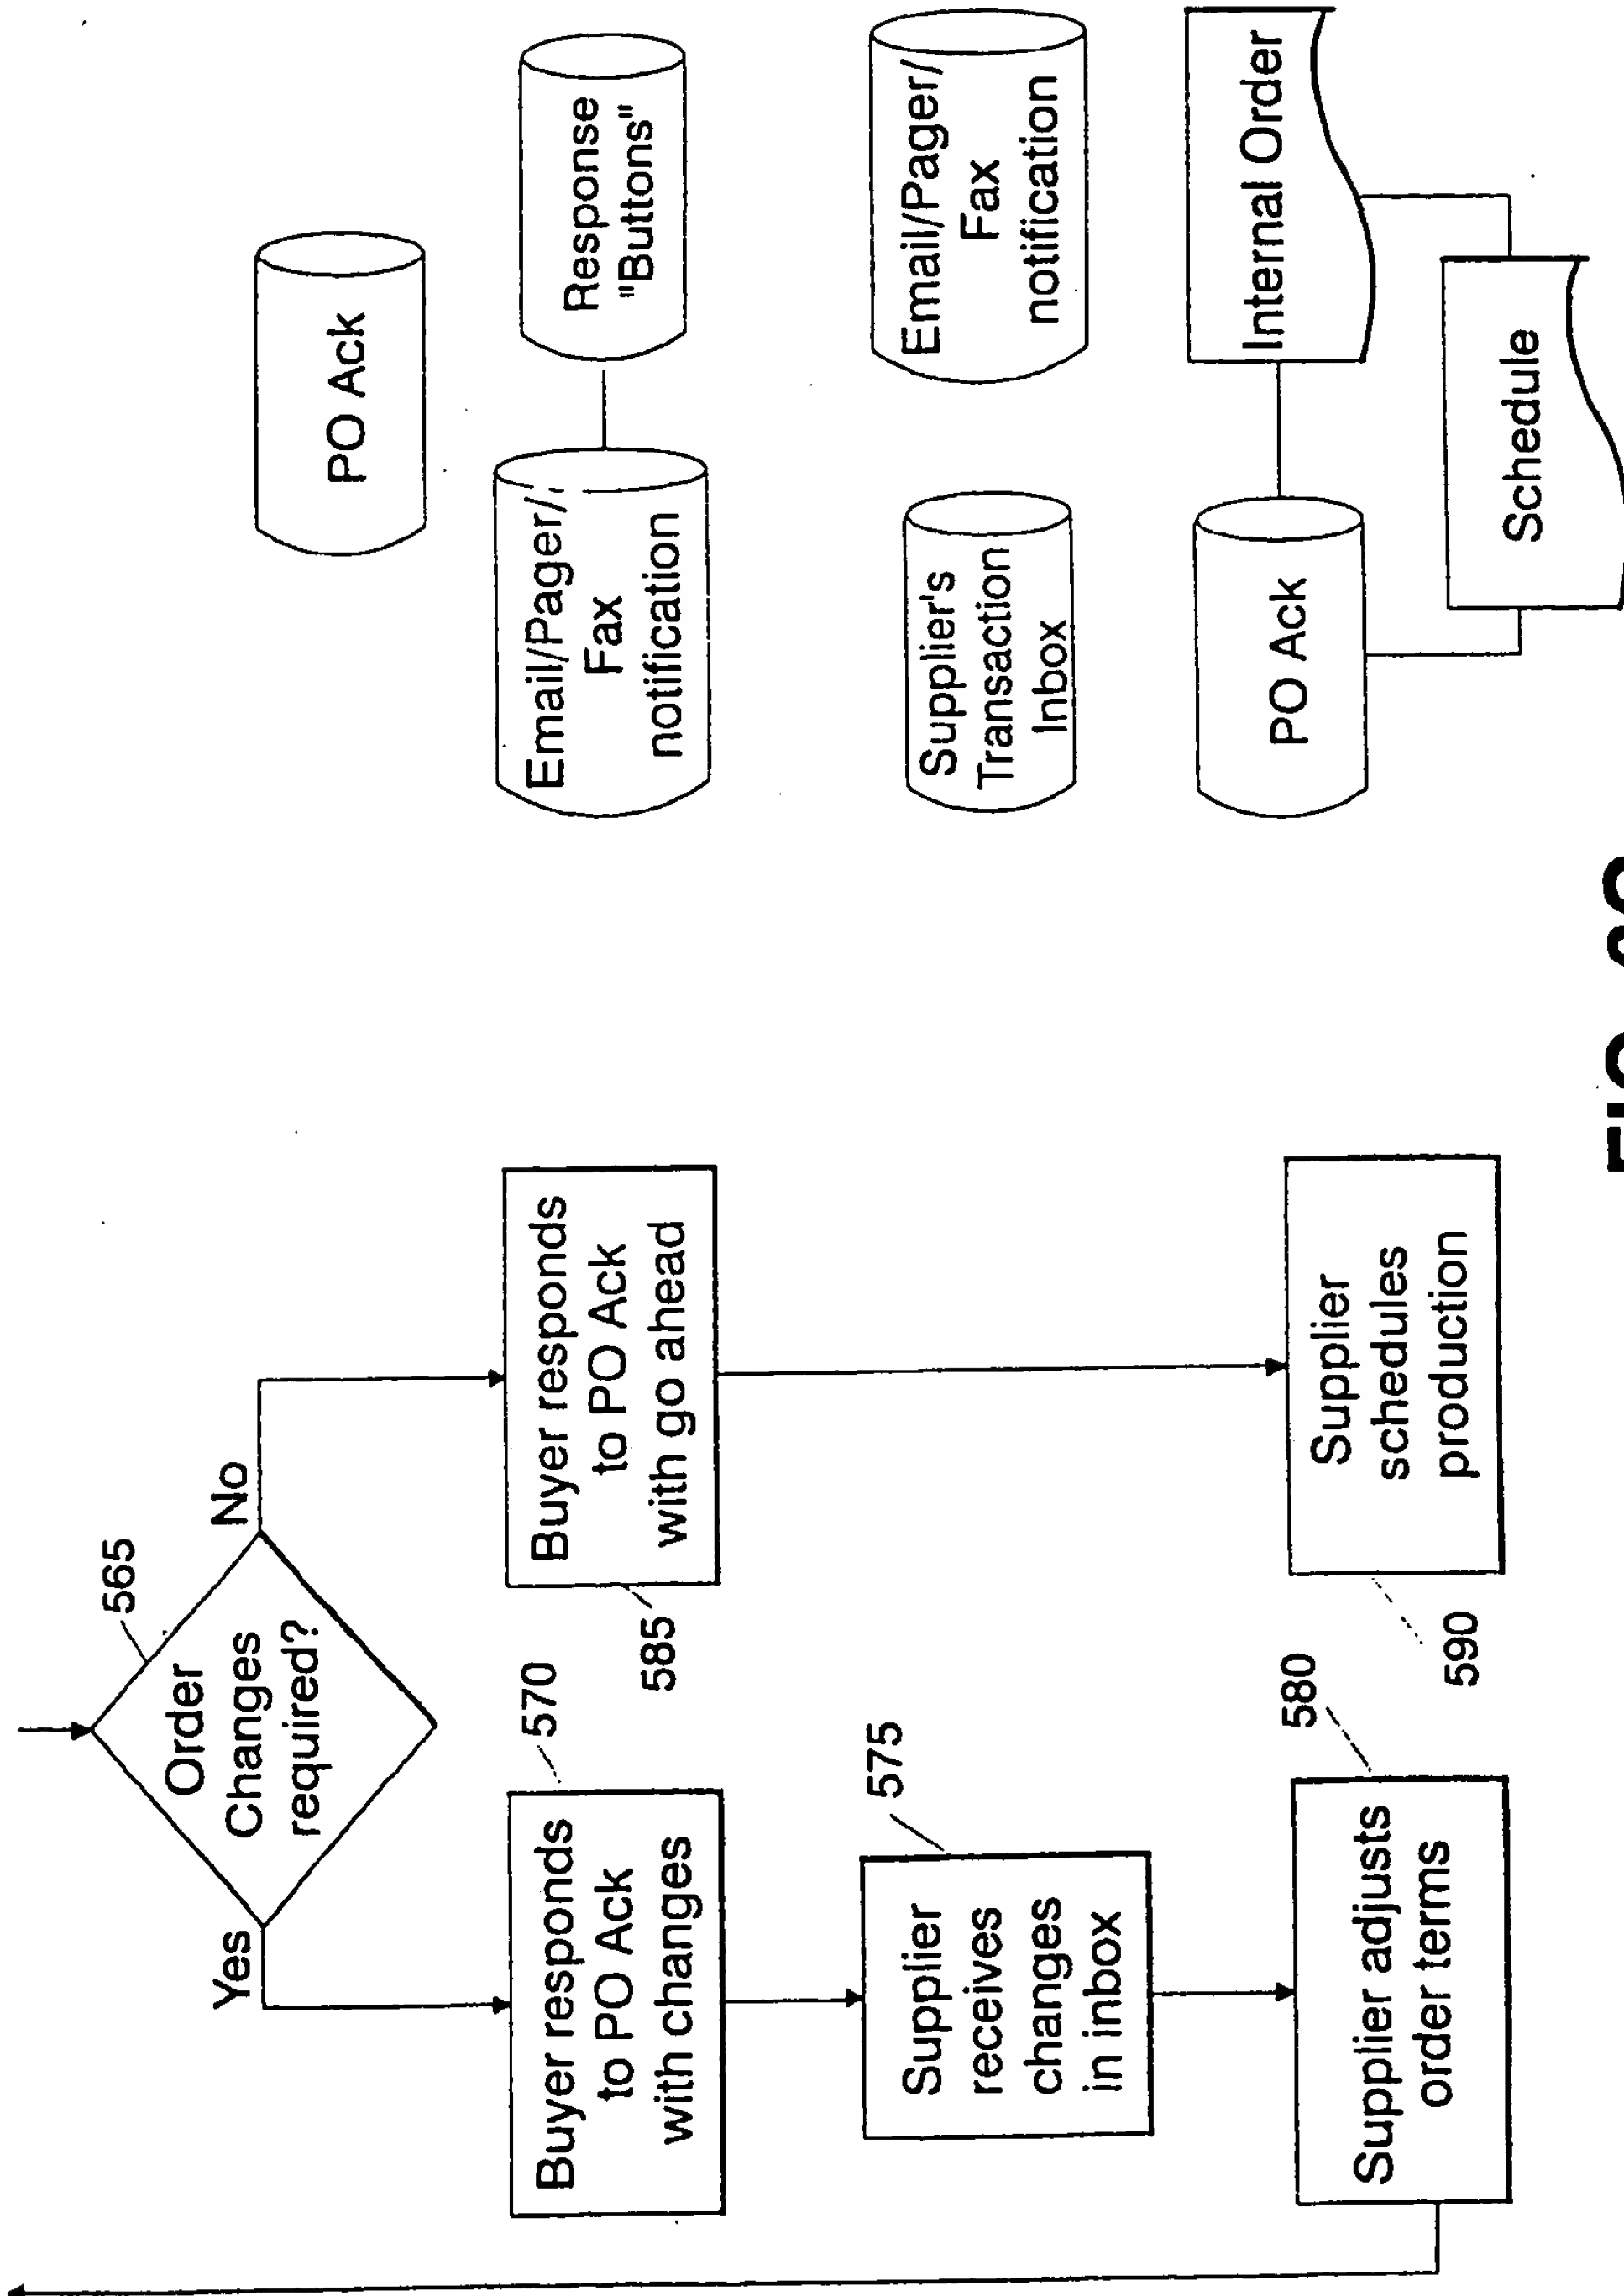 565
Order
Changes
required?
Yes
No
PO Ack
570
Buyer responds
to PO Ack
with changes
585
Buyer responds
to PO Ack
with go ahead
Email/Pager/
Fax
notification
Response
"Buttons"
575
Supplier
receives
changes
in inbox
Supplier's
Transaction
Inbox
Email/Pager/
Fax
notification
580
Supplier adjusts
order terms
590
Supplier
schedules
production
PO Ack
Internal Order
Schedule